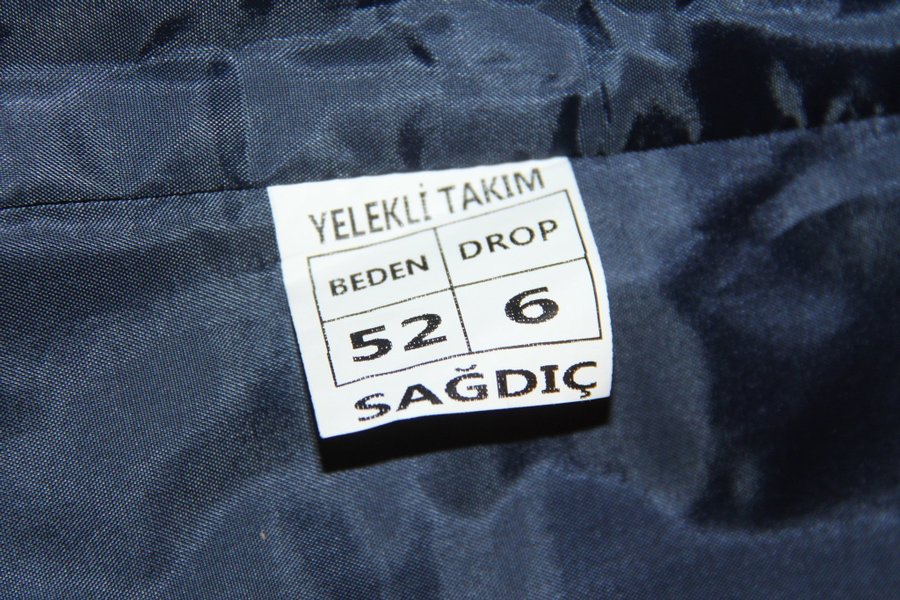 YELEKLİ TAKIM
BEDEN DROP
52 6
SAĞDIÇ